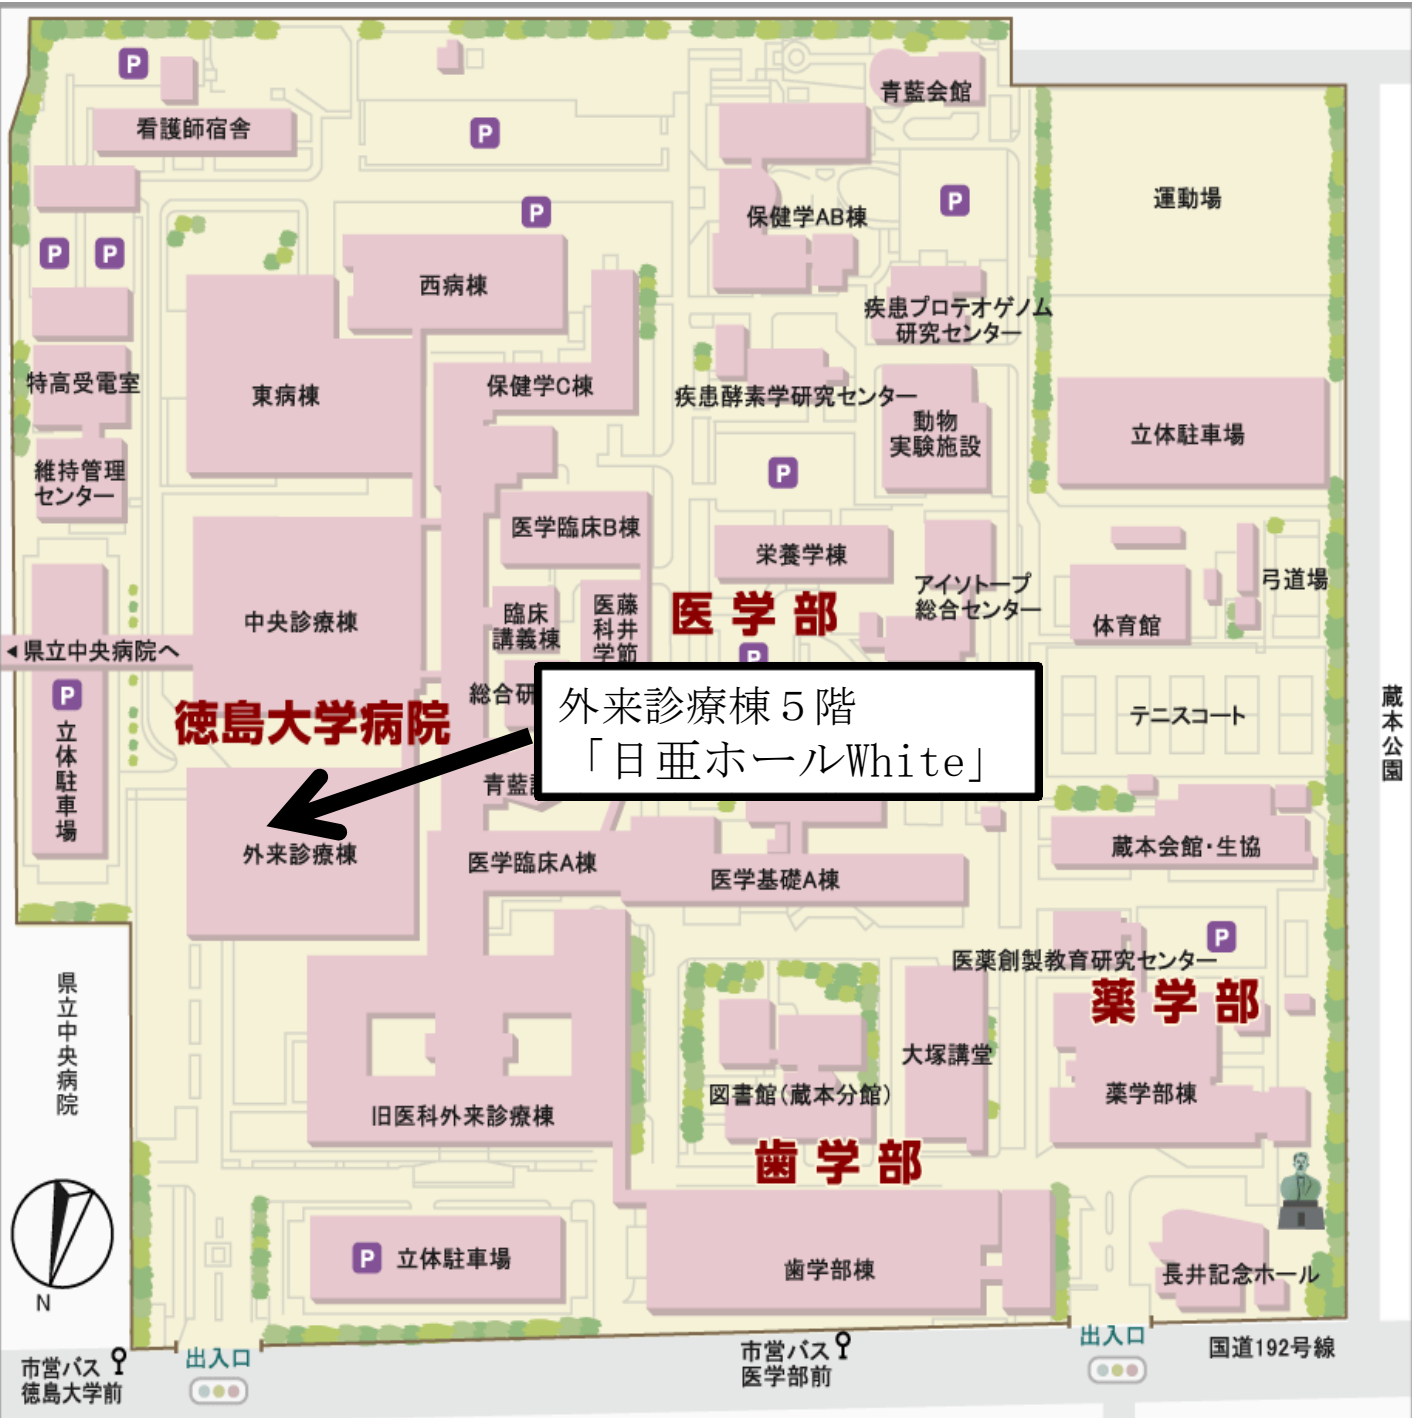 P
青藍会館
看護師宿舎
P
運動場
P
保健学AB棟
P
P
P
西病棟
疾患プロテオゲノム
研究センター
特高受電室
東病棟
保健学C棟
疾患酵素学研究センター
動物
実験施設
立体駐車場
維持管理
センター
P
医学臨床B棟
栄養学棟
アイソトープ
総合センター
弓道場
体育館
中央診療棟
臨床
講義棟
医科学
藤井節
医学部
◀県立中央病院へ
P
P
立体駐車場
徳島大学病院
総合研
外来診療棟５階
「日亜ホールWhite」
テニスコート
蔵本公園
青藍
外来診療棟
医学臨床A棟
医学基礎A棟
蔵本会館・生協
P
医薬創製教育研究センター
薬学部
県立中央病院
大塚講堂
図書館(蔵本分館)
薬学部棟
旧医科外来診療棟
歯学部
N
P
立体駐車場
歯学部棟
長井記念ホール
市営バス
徳島大学前
出入口
市営バス
医学部前
出入口
国道192号線